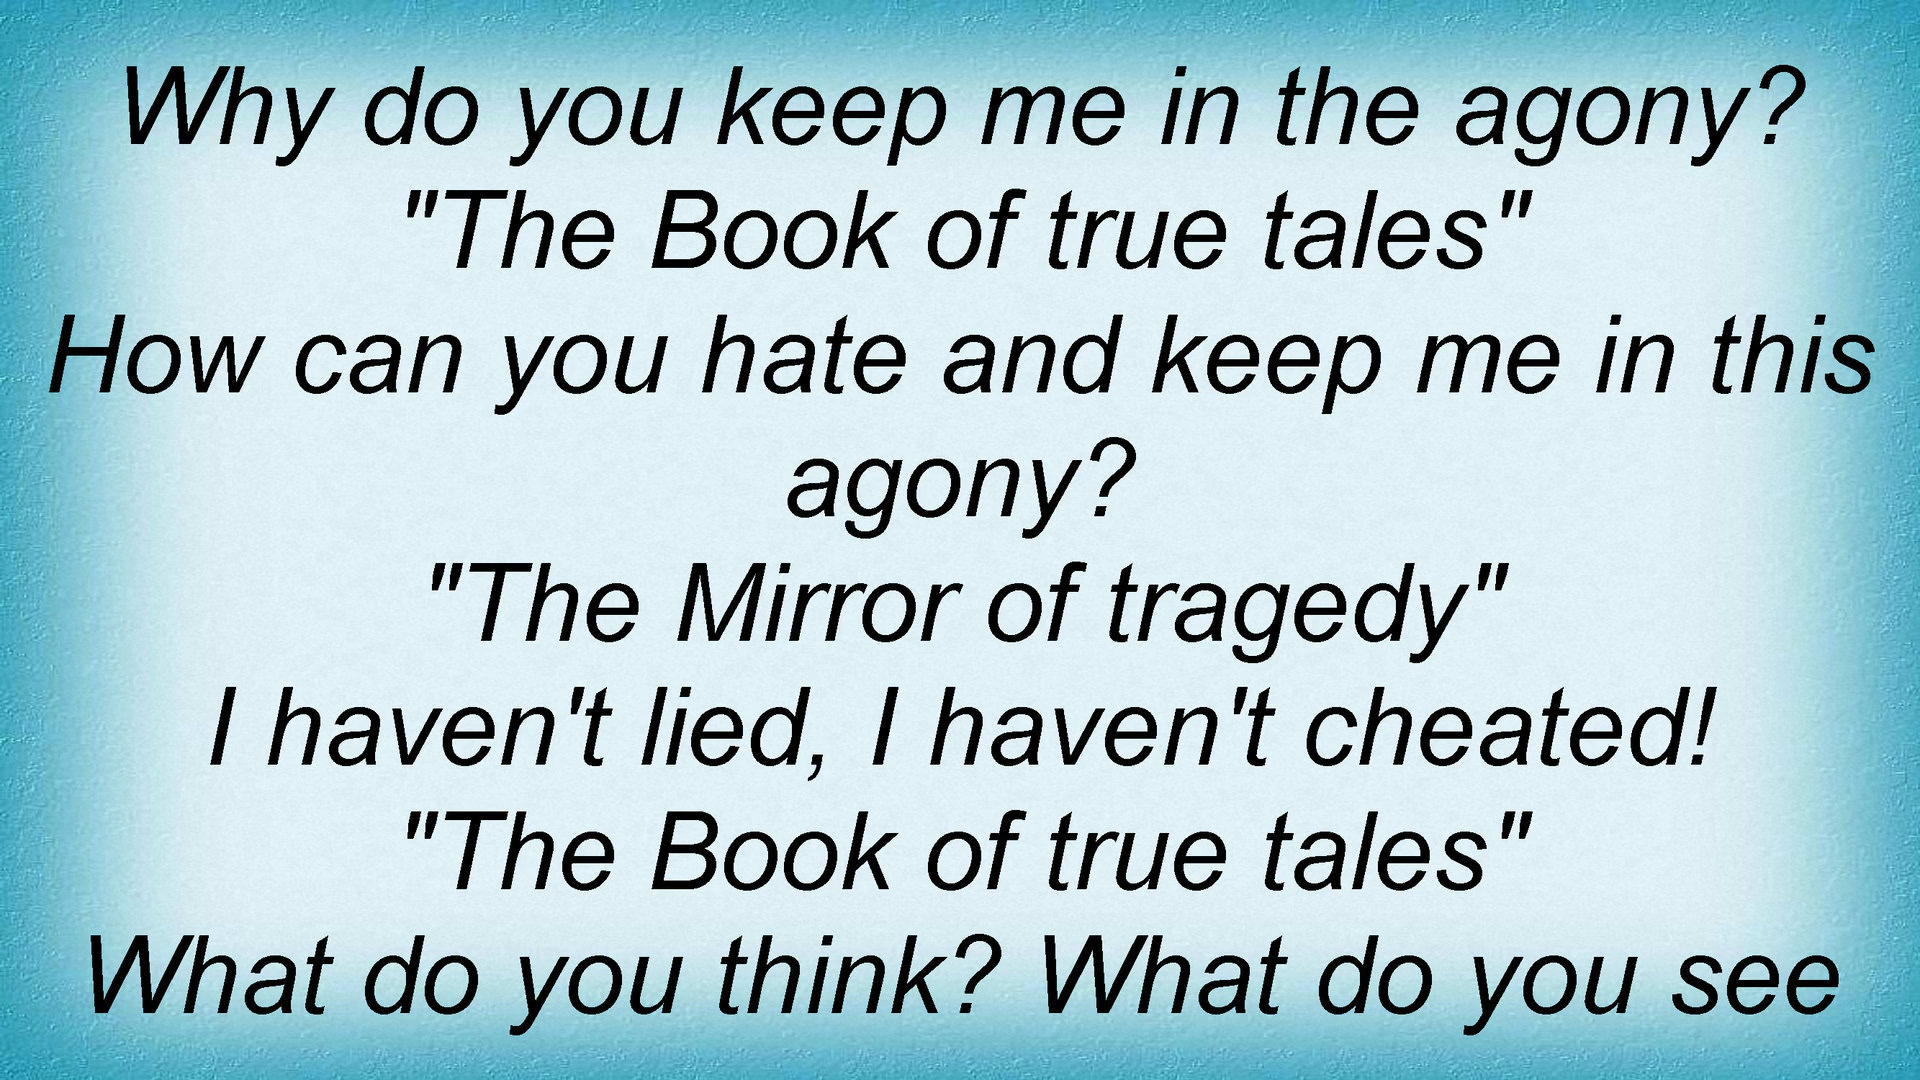 Why do you keep me in the agony?
"The Book of true tales"
How can you hate and keep me in this
agony?
"The Mirror of tragedy"
I haven't lied, I haven't cheated!
"The Book of true tales"
What do you think? What do you see